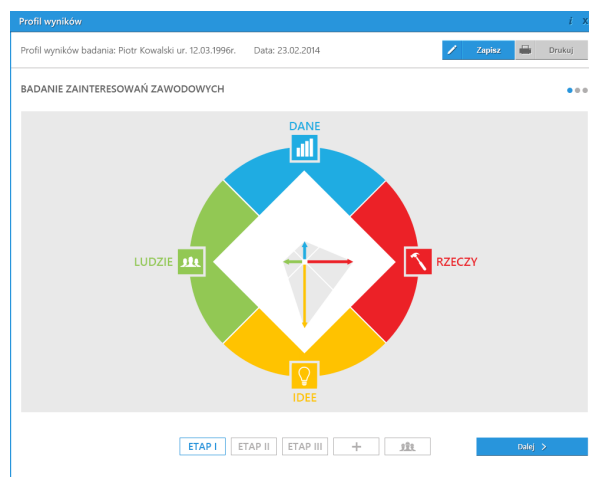 Profil wyników
i x
Profil wyników badania: Piotr Kowalski ur. 12.03.1996r. Data: 23.02.2014
Zapisz
Drukuj
BADANIE ZAINTERESOWAŃ ZAWODOWYCH
DANE
LUDZIE
RZECZY
IDEE
ETAP I
ETAP II
ETAP III
+
Dalej >